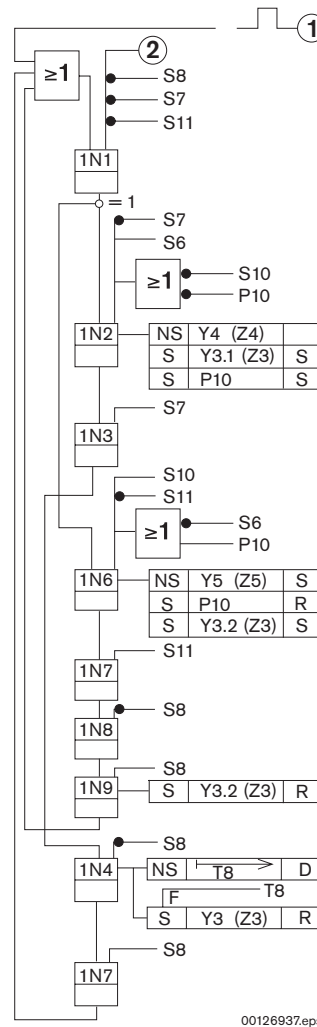 1
≥1
2
S8
S7
S11
1N1
= 1
S7
S6
≥1
S10
P10
1N2
NS Y4 (Z4)
S Y3.1 (Z3) S
S P10 S
S7
1N3
S10
S11
≥1
S6
P10
1N6
NS Y5 (Z5) S
S P10 R
S Y3.2 (Z3) S
S11
1N7
S8
1N8
S8
1N9
S Y3.2 (Z3) R
S8
1N4
NS T8 D
F T8
S Y3 (Z3) R
S8
1N7
00126937.eps